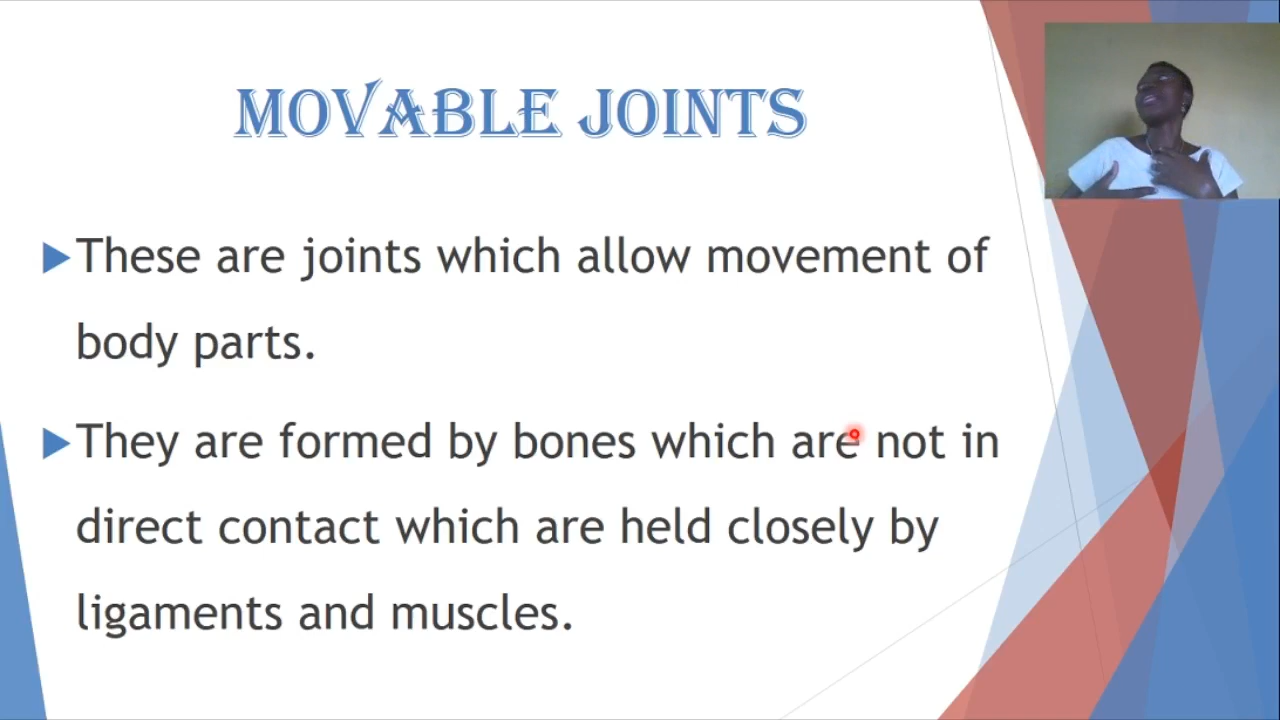 MOVABLE JOINTS
These are joints which allow movement of
body parts.
They are formed by bones which are not in
direct contact which are held closely by
ligaments and muscles.